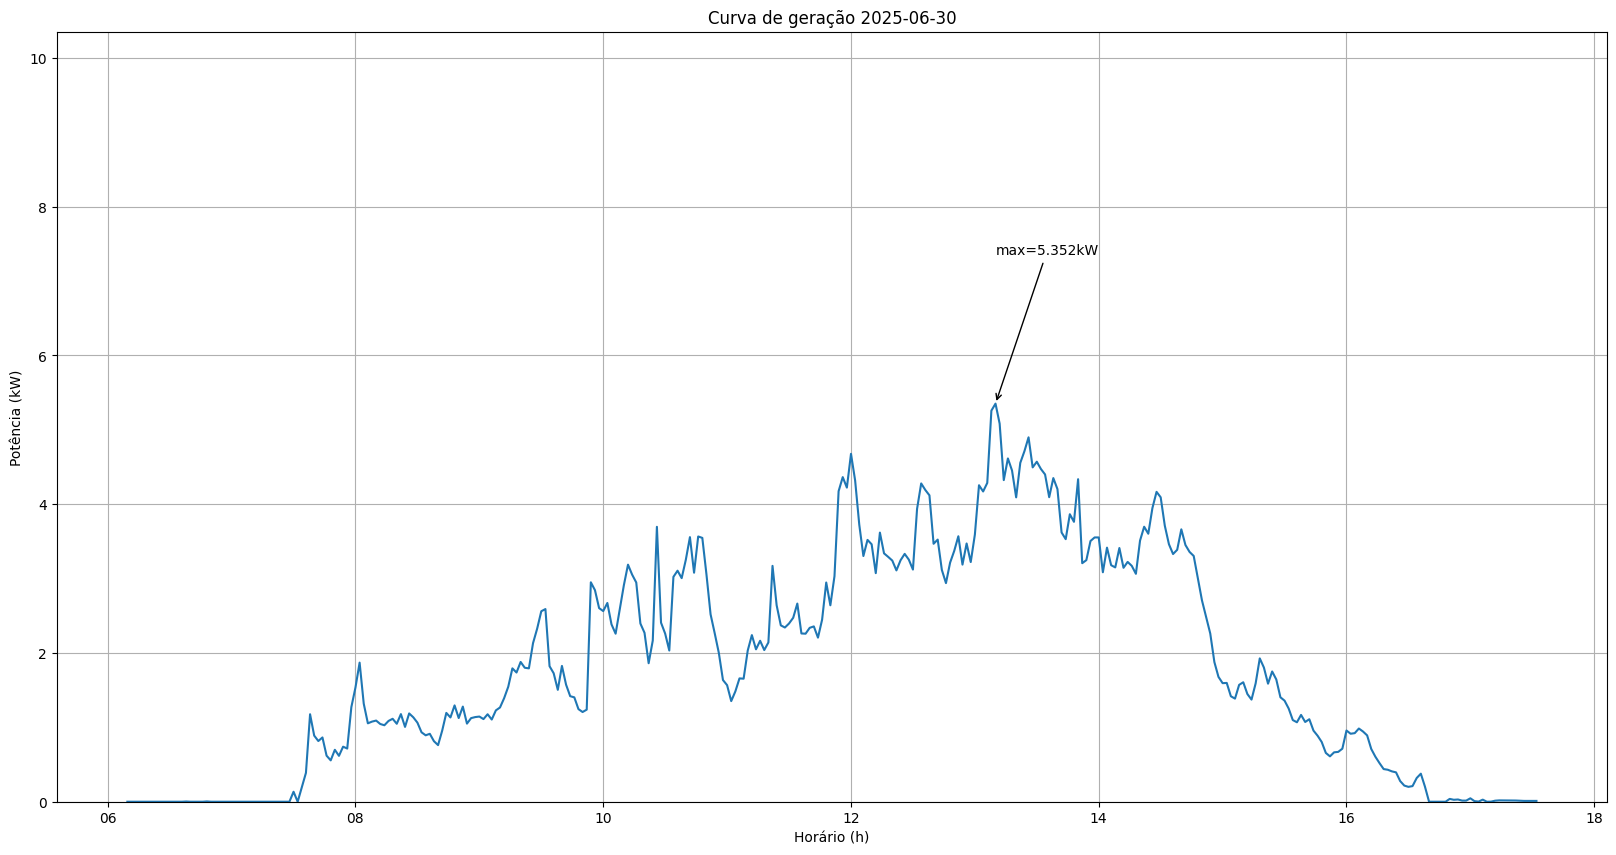 Curva de geração 2025-06-30
10
8
max=5.352kW
6
Potência (kW)
4
2
0
06 08 10 12 14 16 18
Horário (h)